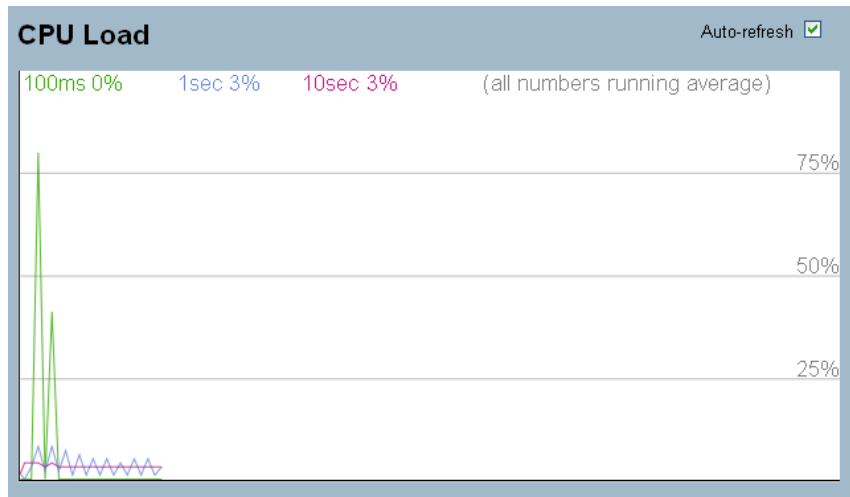 CPU Load
Auto-refresh
100ms 0% 1sec 3% 10sec 3% (all numbers running average)
75%
50%
25%